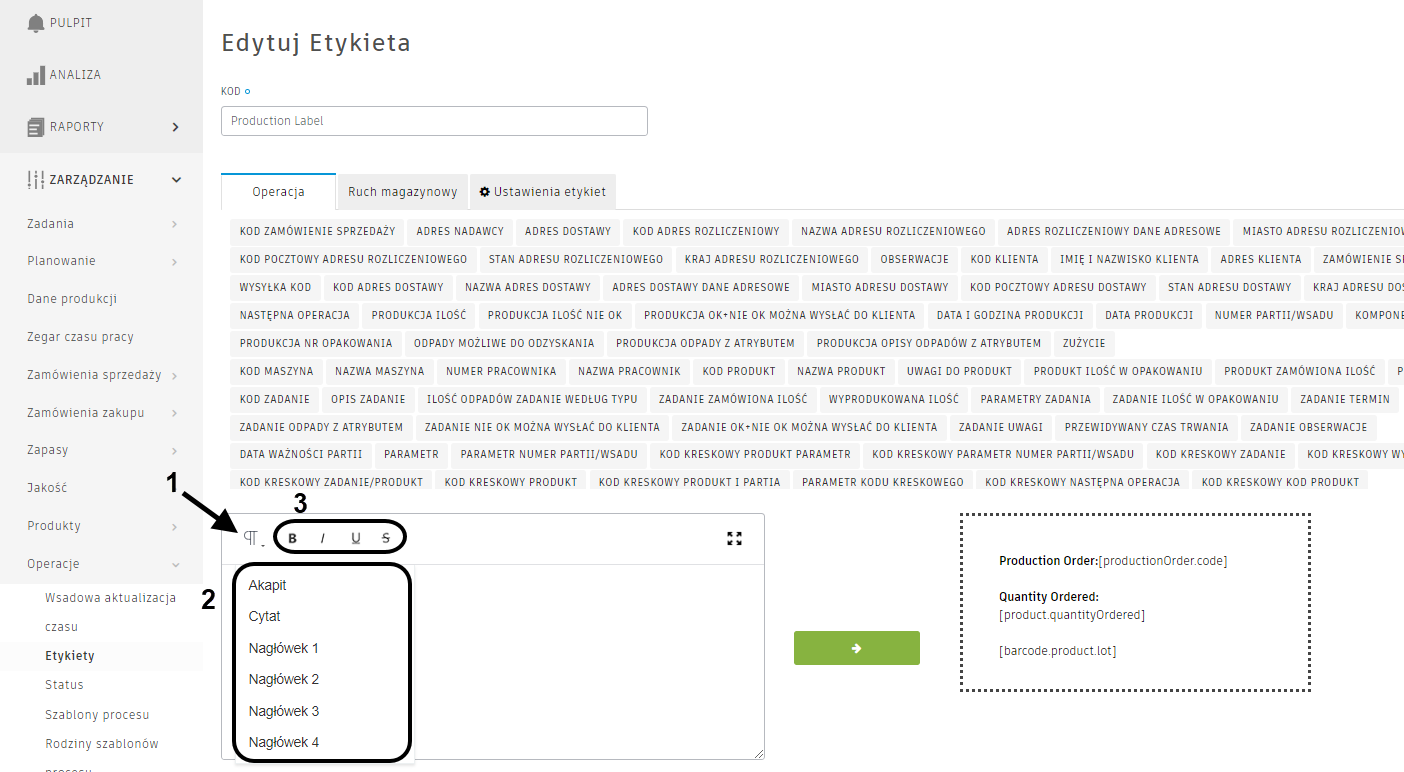 PULPIT
ANALIZA
RAPORTY
ZARZĄDZANIE
Zadania
Planowanie
Dane produkcji
Zegar czasu pracy
Zamówienia sprzedaży
Zamówienia zakupu
Zapasy
Jakość
Produkty
Operacje
Wsadowa aktualizacja
czasu
Etykiety
Status
Szablony procesu
Rodziny szablonów
procesu
Edytuj Etykieta
KOD
Production Label
Operacja Ruch magazynowy Ustawienia etykiet
KOD ZAMÓWIENIE SPRZEDAŻY ADRES NADAWCY ADRES DOSTAWY KOD ADRES ROZLICZENIOWY NAZWA ADRESU ROZLICZENIOWEGO ADRES ROZLICZENIOWY DANE ADRESOWE MIASTO ADRESU ROZLICZENIOW
KOD POCZTOWY ADRESU ROZLICZENIOWEGO STAN ADRESU ROZLICZENIOWEGO KRAJ ADRESU ROZLICZENIOWEGO OBSERWACJE KOD KLIENTA IMIĘ I NAZWISKO KLIENTA ADRES KLIENTA ZAMÓWIENIE SP
WYSYŁKA KOD KOD ADRES DOSTAWY NAZWA ADRES DOSTAWY ADRES DOSTAWY DANE ADRESOWE MIASTO ADRESU DOSTAWY KOD POCZTOWY ADRESU DOSTAWY STAN ADRESU DOSTAWY KRAJ ADRESU DOS
NASTĘPNA OPERACJA PRODUKCJA ILOŚĆ PRODUKCJA ILOŚĆ NIE OK PRODUKCJA OK+NIE OK MOŻNA WYSŁAĆ DO KLIENTA DATA I GODZINA PRODUKCJI DATA PRODUKCJI NUMER PARTII/WSADU KOMPONE
PRODUKCJA NR OPAKOWANIA ODPADY MOŻLIWE DO ODZYSKANIA PRODUKCJA ODPADY Z ATRYBUTEM PRODUKCJA OPISY ODPADÓW Z ATRYBUTEM ZUŻYCIE
KOD MASZYNA NAZWA MASZYNA NUMER PRACOWNIKA NAZWA PRACOWNIK KOD PRODUKT NAZWA PRODUKT UWAGI DO PRODUKT PRODUKT ILOŚĆ W OPAKOWANIU PRODUKT ZAMÓWIONA ILOŚĆ P
KOD ZADANIE OPIS ZADANIE ILOŚĆ ODPADÓW ZADANIE WEDŁUG TYPU ZADANIE ZAMÓWIONA ILOŚĆ WYPRODUKOWANA ILOŚĆ PARAMETRY ZADANIA ZADANIE ILOŚĆ W OPAKOWANIU ZADANIE TERMIN
ZADANIE ODPADY Z ATRYBUTEM ZADANIE NIE OK MOŻNA WYSŁAĆ DO KLIENTA ZADANIE OK+NIE OK MOŻNA WYSŁAĆ DO KLIENTA ZADANIE UWAGI PRZEWIDYWANY CZAS TRWANIA ZADANIE OBSERWACJE
DATA WAŻNOŚCI PARTII PARAMETR PARAMETR NUMER PARTII/WSADU KOD KRESKOWY PRODUKT PARAMETR KOD KRESKOWY PARAMETR NUMER PARTII/WSADU KOD KRESKOWY ZADANIE KOD KRESKOWY WY
KOD KRESKOWY ZADANIE/PRODUKT KOD KRESKOWY PRODUKT KOD KRESKOWY PRODUKT I PARTIA PARAMETR KODU KRESKOWEGO KOD KRESKOWY NASTĘPNA OPERACJA KOD KRESKOWY KOD PRODUKT
1
3
B I U S
2
Akapit
Cytat
Nagłówek 1
Nagłówek 2
Nagłówek 3
Nagłówek 4
Production Order:[productionOrder.code]
Quantity Ordered:
[product.quantityOrdered]
[barcode.product.lot]